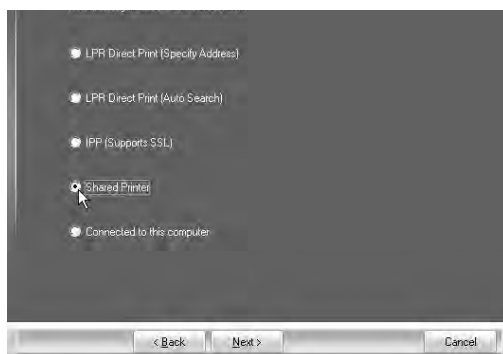 LPR Direct Print (Specify Address)
LPR Direct Print (Auto Search)
IPP (Supports SSL)
Shared Printer
Connected to this computer
< Back Next > Cancel